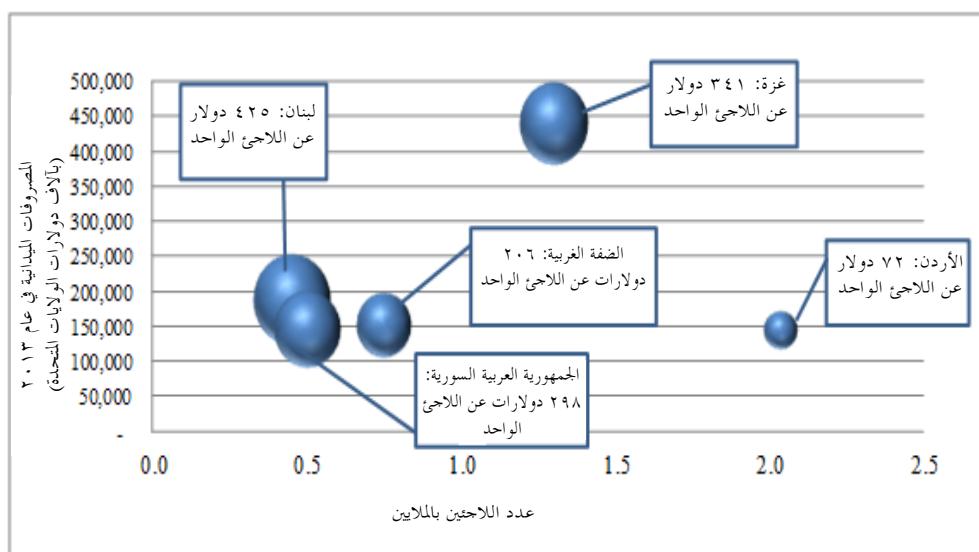 المصروفات الميدانية في عام ٢٠١٣
(بآلاف دولارات الولايات المتحدة)
500,000
450,000
400,000
350,000
300,000
250,000
200,000
150,000
100,000
50,000
-
لبنان: ٤٢٥ دولار
عن اللاجئ الواحد
غزة: ٣٤١ دولار
عن اللاجئ الواحد
الضفة الغربية: ٢٠٦
دولارات عن اللاجئ الواحد
الأردن: ٧٢ دولار
عن اللاجئ الواحد
الجمهورية العربية السورية:
٢٩٨ دولارات عن اللاجئ
الواحد
0.0 0.5 1.0 1.5 2.0 2.5
عدد اللاجئين بالملايين